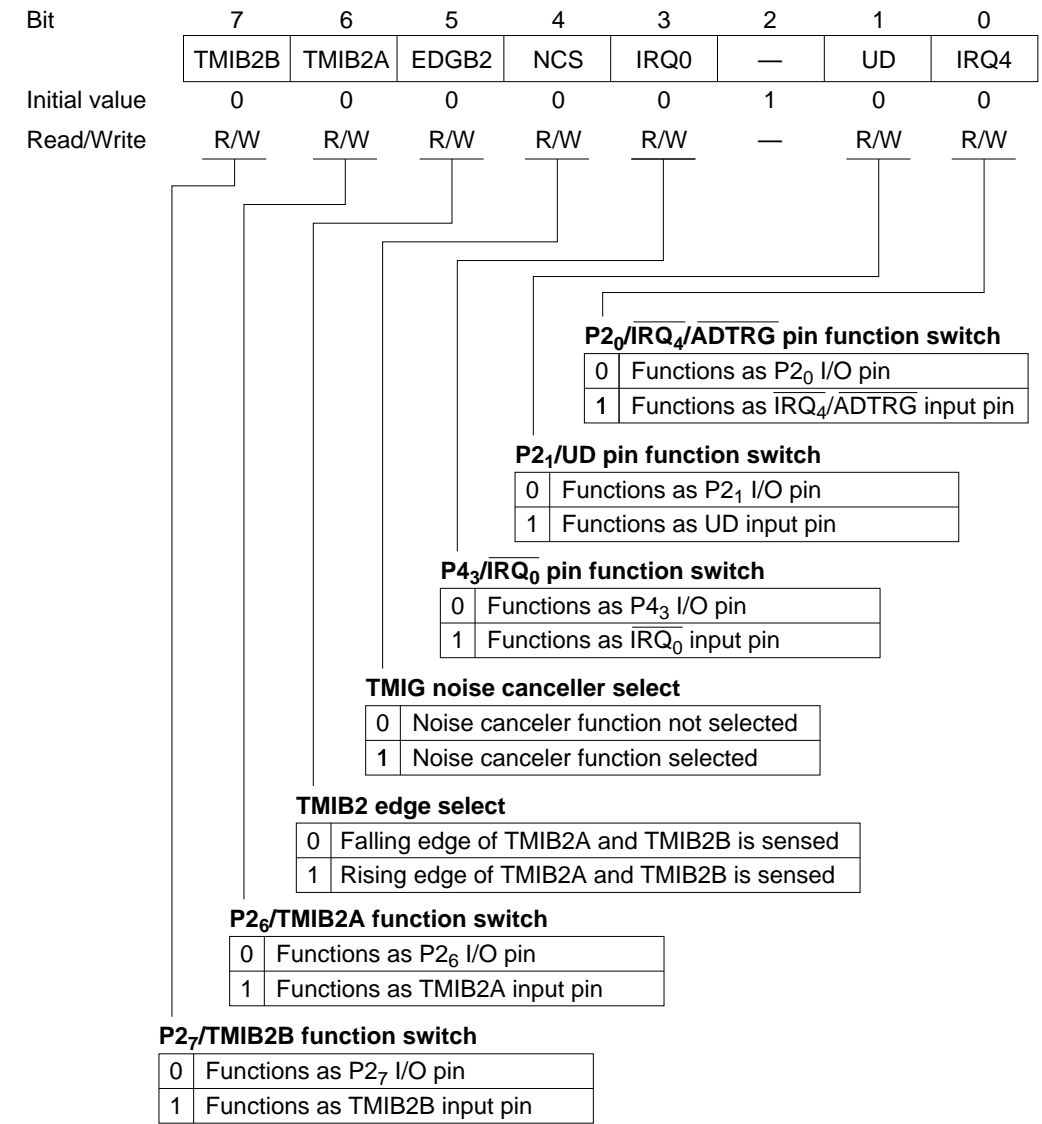 Bit 7 6 5 4 3 2 1 0
TMIB2B TMIB2A EDGB2 NCS IRQ0 — UD IRQ4
Initial value 0 0 0 0 0 1 0 0
Read/Write R/W R/W R/W R/W R/W — R/W R/W
P2₀/I̅R̅Q̅₄/A̅D̅T̅R̅G̅ pin function switch
0 Functions as P2₀ I/O pin
1 Functions as I̅R̅Q̅₄/A̅D̅T̅R̅G̅ input pin
P2₁/UD pin function switch
0 Functions as P2₁ I/O pin
1 Functions as UD input pin
P4₃/I̅R̅Q̅₀ pin function switch
0 Functions as P4₃ I/O pin
1 Functions as I̅R̅Q̅₀ input pin
TMIG noise canceller select
0 Noise canceler function not selected
1 Noise canceler function selected
TMIB2 edge select
0 Falling edge of TMIB2A and TMIB2B is sensed
1 Rising edge of TMIB2A and TMIB2B is sensed
P2₆/TMIB2A function switch
0 Functions as P2₆ I/O pin
1 Functions as TMIB2A input pin
P2₇/TMIB2B function switch
0 Functions as P2₇ I/O pin
1 Functions as TMIB2B input pin